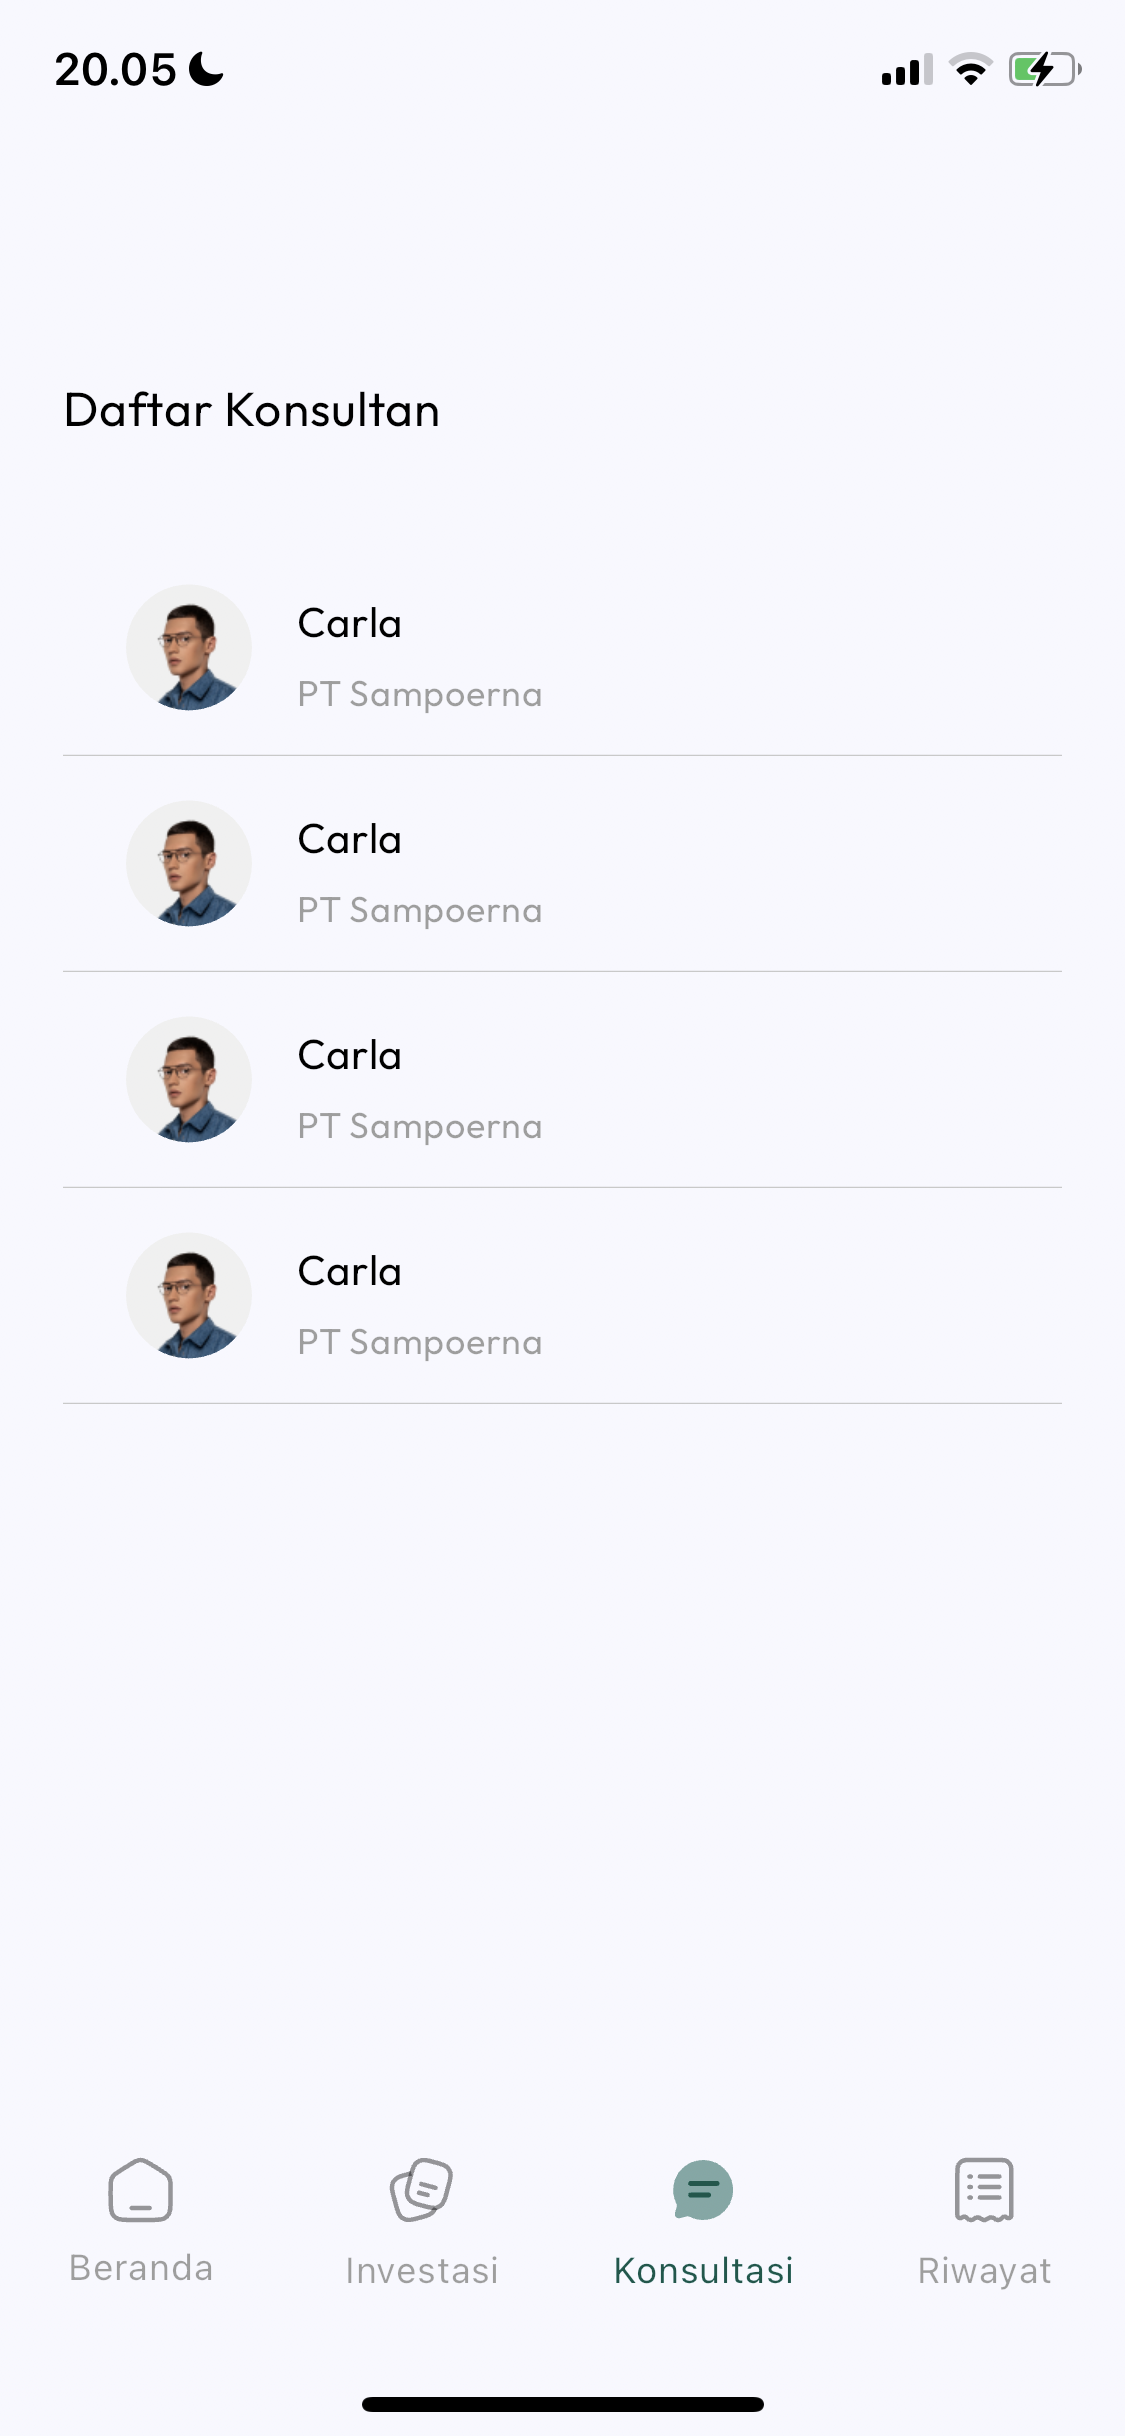 20.05
Daftar Konsultan
Carla
PT Sampoerna
Carla
PT Sampoerna
Carla
PT Sampoerna
Carla
PT Sampoerna
Beranda
Investasi
Konsultasi
Riwayat